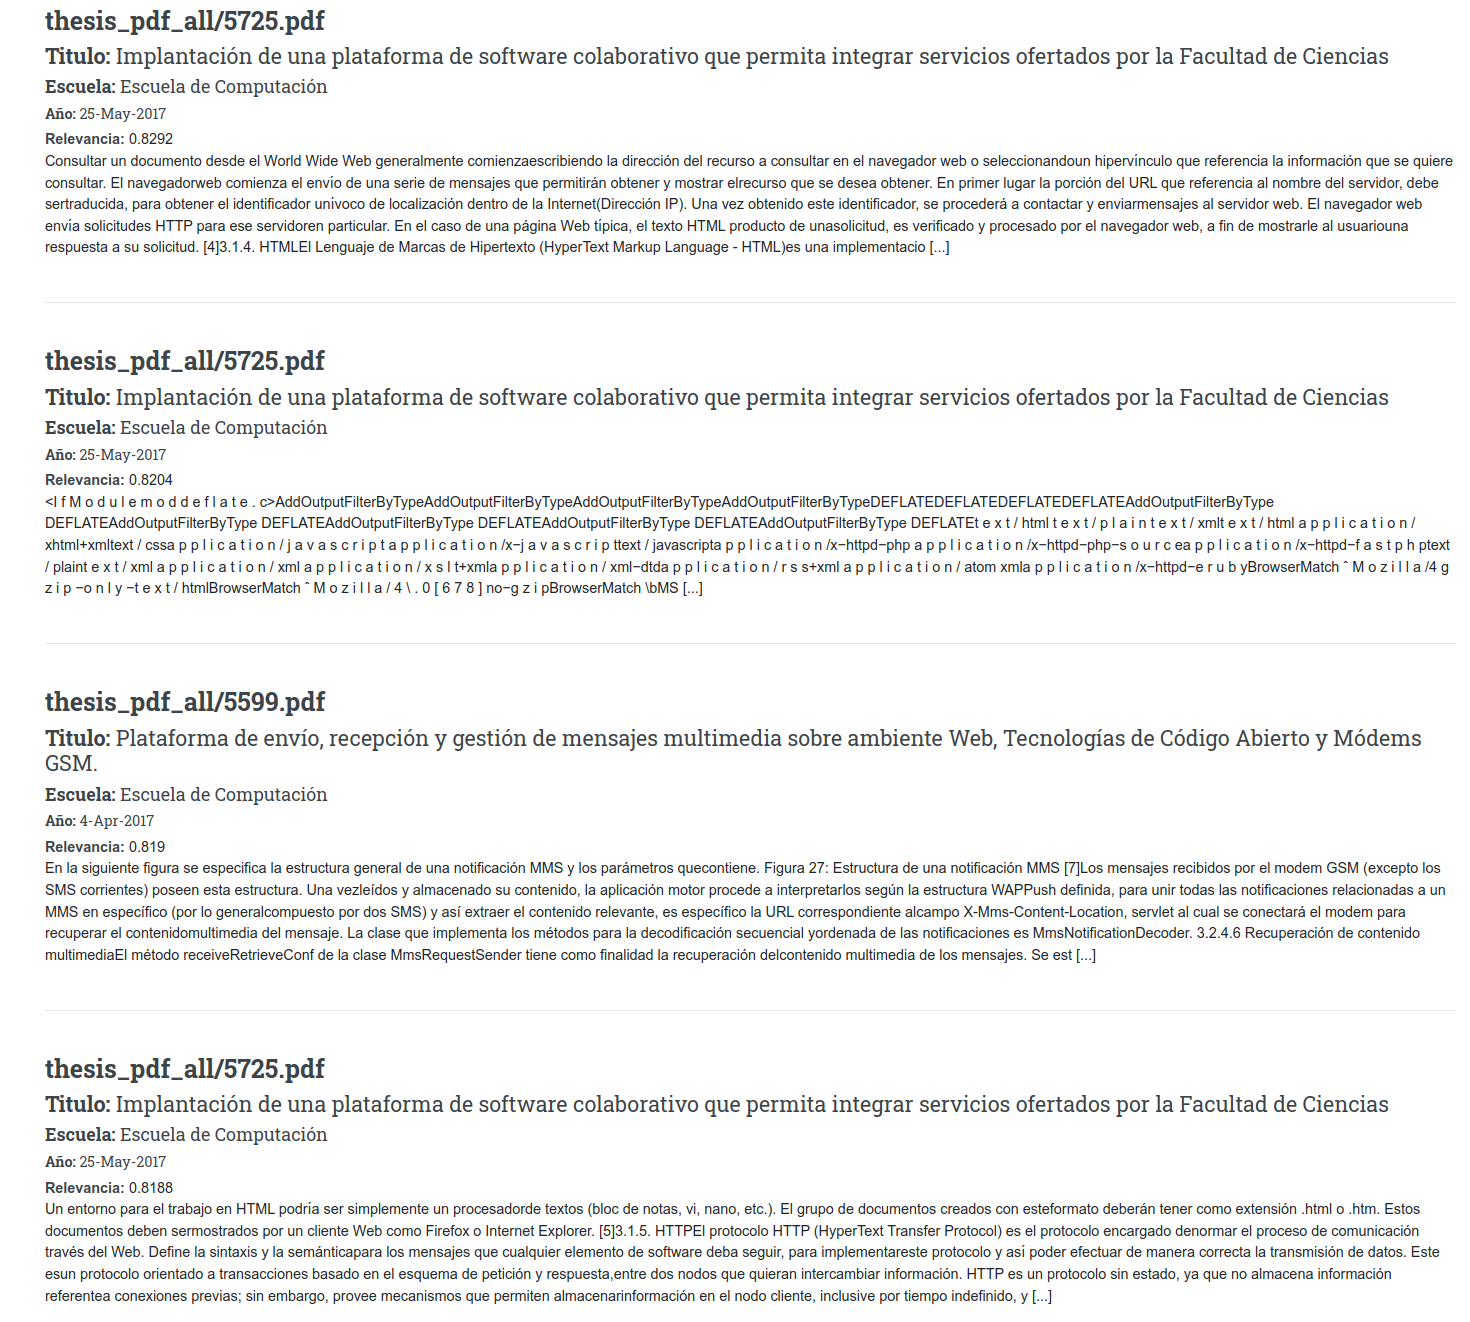 thesis_pdf_all/5725.pdf
Titulo: Implantación de una plataforma de software colaborativo que permita integrar servicios ofertados por la Facultad de Ciencias
Escuela: Escuela de Computación
Año: 25-May-2017
Relevancia: 0.8292
Consultar un documento desde el World Wide Web generalmente comienzaescribiendo la dirección del recurso a consultar en el navegador web o seleccionandoun hipervínculo que referencia la información que se quiere
consultar. El navegadorweb comienza el envío de una serie de mensajes que permitirán obtener y mostrar elrecurso que se desea obtener. En primer lugar la porción del URL que referencia al nombre del servidor, debe
sertraducida, para obtener el identificador unívoco de localización dentro de la Internet(Dirección IP). Una vez obtenido este identificador, se procederá a contactar y enviarmensajes al servidor web. El navegador web
envía solicitudes HTTP para ese servidoren particular. En el caso de una página Web típica, el texto HTML producto de unasolicitud, es verificado y procesado por el navegador web, a fin de mostrarle al usuariouna
respuesta a su solicitud. [4]3.1.4. HTMLEl Lenguaje de Marcas de Hipertexto (HyperText Markup Language - HTML)es una implementacio [...]
thesis_pdf_all/5725.pdf
Titulo: Implantación de una plataforma de software colaborativo que permita integrar servicios ofertados por la Facultad de Ciencias
Escuela: Escuela de Computación
Año: 25-May-2017
Relevancia: 0.8204
<I f M o d u l e m o d d e f l a t e . c>AddOutputFilterByTypeAddOutputFilterByTypeAddOutputFilterByTypeAddOutputFilterByTypeDEFLATEDEFLATEDEFLATEDEFLATEAddOutputFilterByType
DEFLATEAddOutputFilterByType DEFLATEAddOutputFilterByType DEFLATEAddOutputFilterByType DEFLATEAddOutputFilterByType DEFLATEt e x t / html t e x t / p l a i n t e x t / xmlt e x t / html a p p l i c a t i o n /
xhtml+xmltext / cssa p p l i c a t i o n / j a v a s c r i p t a p p l i c a t i o n /x−j a v a s c r i p ttext / javascripta p p l i c a t i o n /x−httpd−php a p p l i c a t i o n /x−httpd−php−s o u r c ea p p l i c a t i o n /x−httpd−f a s t p h ptext
/ plaint e x t / xml a p p l i c a t i o n / xml a p p l i c a t i o n / x s l t+xmla p p l i c a t i o n / xml−dtda p p l i c a t i o n / r s s+xml a p p l i c a t i o n / atom xmla p p l i c a t i o n /x−httpd−e r u b yBrowserMatch ˆ M o z i l l a /4 g
z i p −o n l y −t e x t / htmlBrowserMatch ˆ M o z i l l a / 4 \ . 0 [ 6 7 8 ] no−g z i pBrowserMatch \bMS [...]
thesis_pdf_all/5599.pdf
Titulo: Plataforma de envío, recepción y gestión de mensajes multimedia sobre ambiente Web, Tecnologías de Código Abierto y Módems
GSM.
Escuela: Escuela de Computación
Año: 4-Apr-2017
Relevancia: 0.819
En la siguiente figura se especifica la estructura general de una notificación MMS y los parámetros quecontiene. Figura 27: Estructura de una notificación MMS [7]Los mensajes recibidos por el modem GSM (excepto los
SMS corrientes) poseen esta estructura. Una vezleídos y almacenado su contenido, la aplicación motor procede a interpretarlos según la estructura WAPPush definida, para unir todas las notificaciones relacionadas a un
MMS en específico (por lo generalcompuesto por dos SMS) y así extraer el contenido relevante, es específico la URL correspondiente alcampo X-Mms-Content-Location, servlet al cual se conectará el modem para
recuperar el contenidomultimedia del mensaje. La clase que implementa los métodos para la decodificación secuencial yordenada de las notificaciones es MmsNotificationDecoder. 3.2.4.6 Recuperación de contenido
multimediaEl método receiveRetrieveConf de la clase MmsRequestSender tiene como finalidad la recuperación delcontenido multimedia de los mensajes. Se est [...]
thesis_pdf_all/5725.pdf
Titulo: Implantación de una plataforma de software colaborativo que permita integrar servicios ofertados por la Facultad de Ciencias
Escuela: Escuela de Computación
Año: 25-May-2017
Relevancia: 0.8188
Un entorno para el trabajo en HTML podría ser simplemente un procesadorde textos (bloc de notas, vi, nano, etc.). El grupo de documentos creados con esteformato deberán tener como extensión .html o .htm. Estos
documentos deben sermostrados por un cliente Web como Firefox o Internet Explorer. [5]3.1.5. HTTPEl protocolo HTTP (HyperText Transfer Protocol) es el protocolo encargado denormar el proceso de comunicación
través del Web. Define la sintaxis y la semánticapara los mensajes que cualquier elemento de software deba seguir, para implementareste protocolo y así poder efectuar de manera correcta la transmisión de datos. Este
esun protocolo orientado a transacciones basado en el esquema de petición y respuesta,entre dos nodos que quieran intercambiar información. HTTP es un protocolo sin estado, ya que no almacena información
referentea conexiones previas; sin embargo, provee mecanismos que permiten almacenarinformación en el nodo cliente, inclusive por tiempo indefinido, y [...]